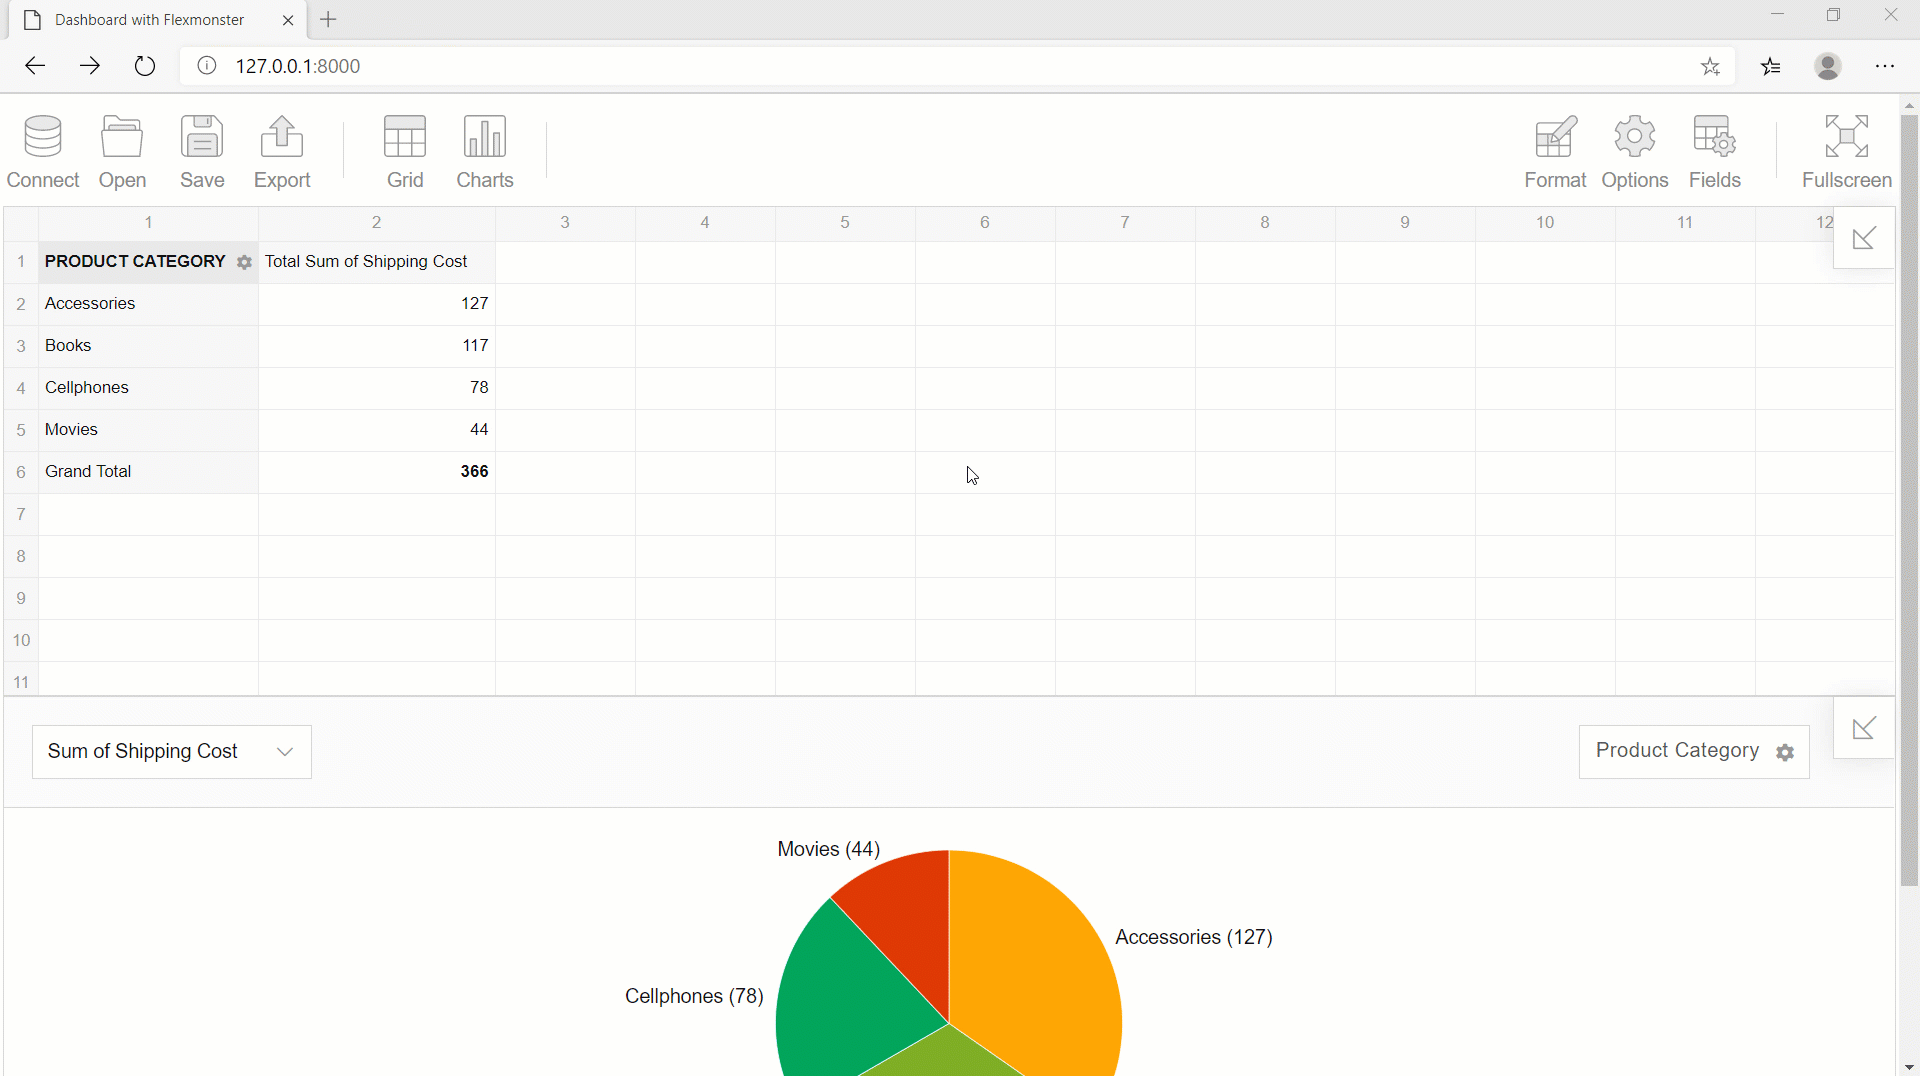 Dashboard with Flexmonster
127.0.0.1:8000
Connect Open Save Export Grid Charts Format Options Fields Fullscreen
1 2 3 4 5 6 7 8 9 10 11 12
1 PRODUCT CATEGORY Total Sum of Shipping Cost
2 Accessories 127
3 Books 117
4 Cellphones 78
5 Movies 44
6 Grand Total 366
7
8
9
10
11
Sum of Shipping Cost Product Category
Movies (44)
Accessories (127)
Cellphones (78)